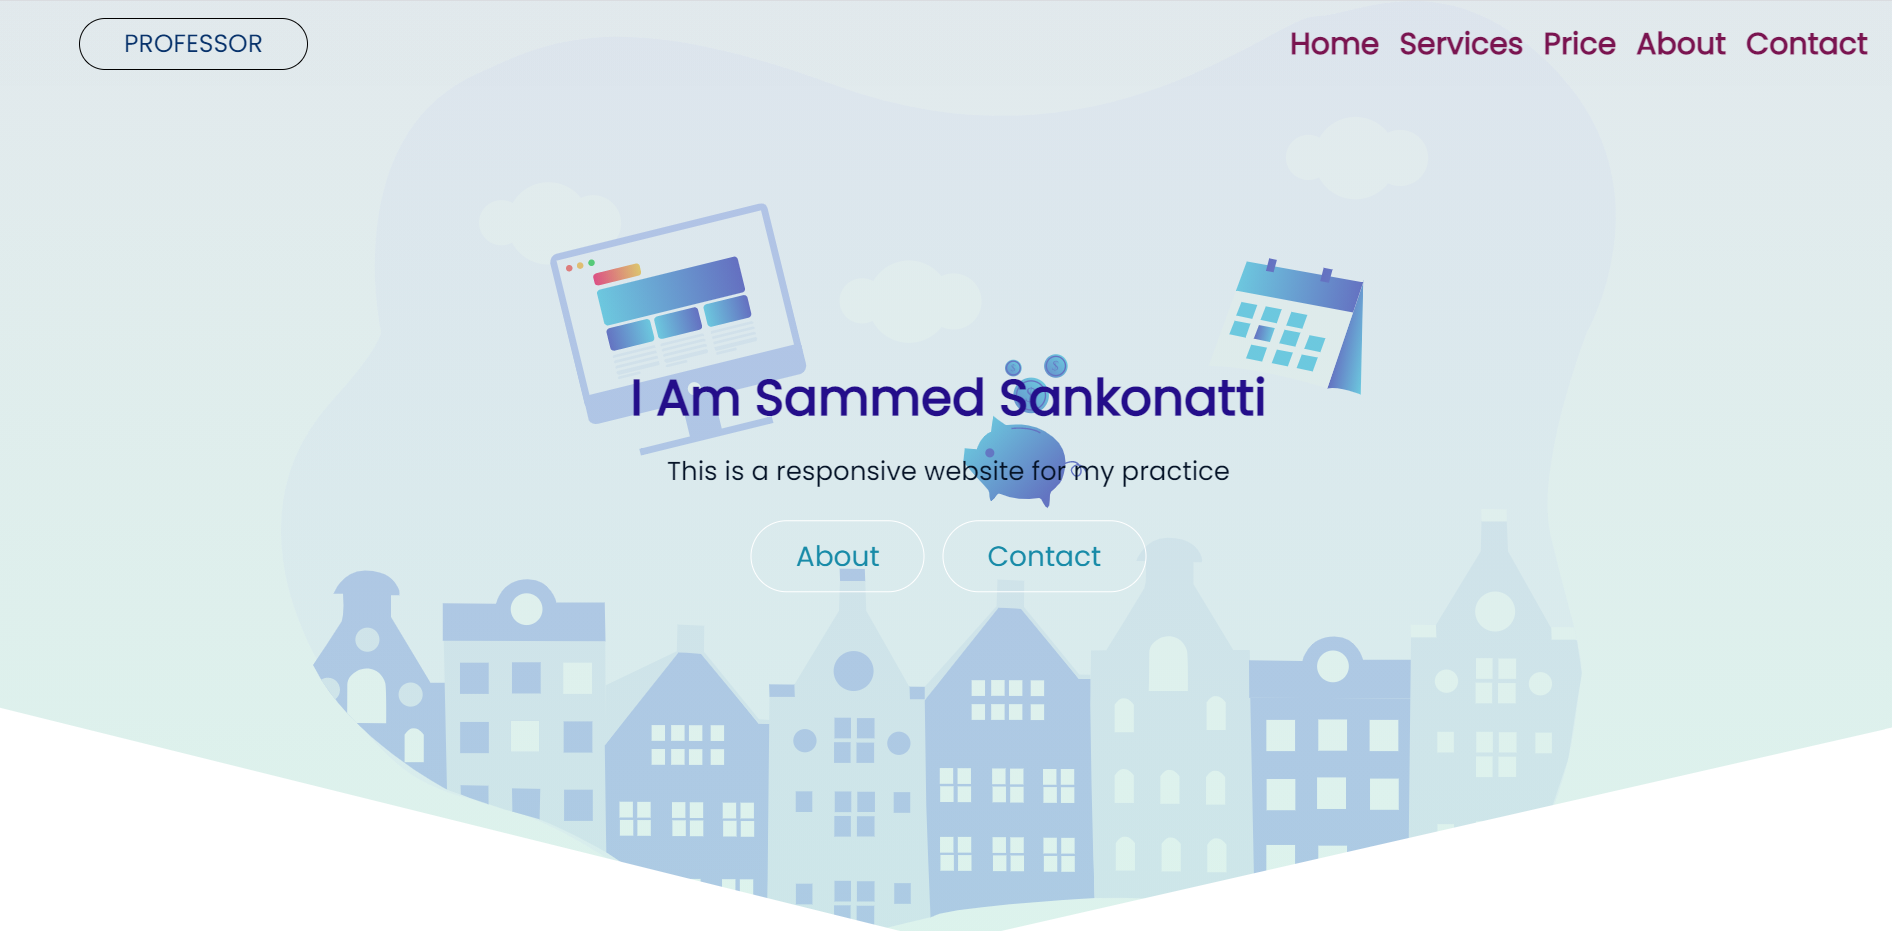 PROFESSOR
Home Services Price About Contact
I Am Sammed Sankonatti
This is a responsive website for my practice
About Contact